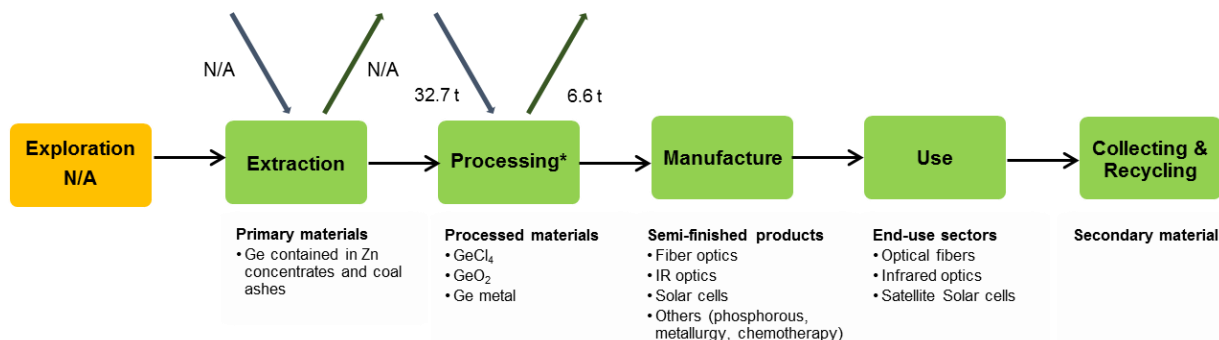 N/A
N/A
32.7 t
6.6 t
Exploration
N/A
Extraction
Processing*
Manufacture
Use
Collecting &
Recycling
Primary materials
• Ge contained in Zn
concentrates and coal
ashes
Processed materials
• GeCl₄
• GeO₂
• Ge metal
Semi-finished products
• Fiber optics
• IR optics
• Solar cells
• Others (phosphorous,
metallurgy, chemotherapy)
End-use sectors
• Optical fibers
• Infrared optics
• Satellite Solar cells
Secondary material